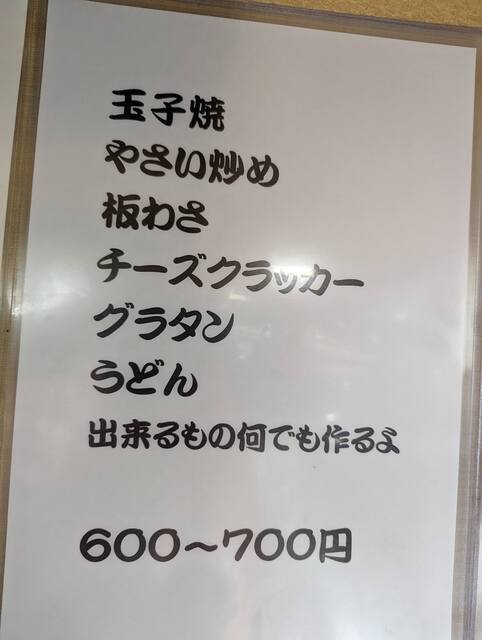 玉子焼
やさい炒め
板わさ
チーズクラッカー
グラタン
うどん
出来るもの何でも作るよ
600〜700円